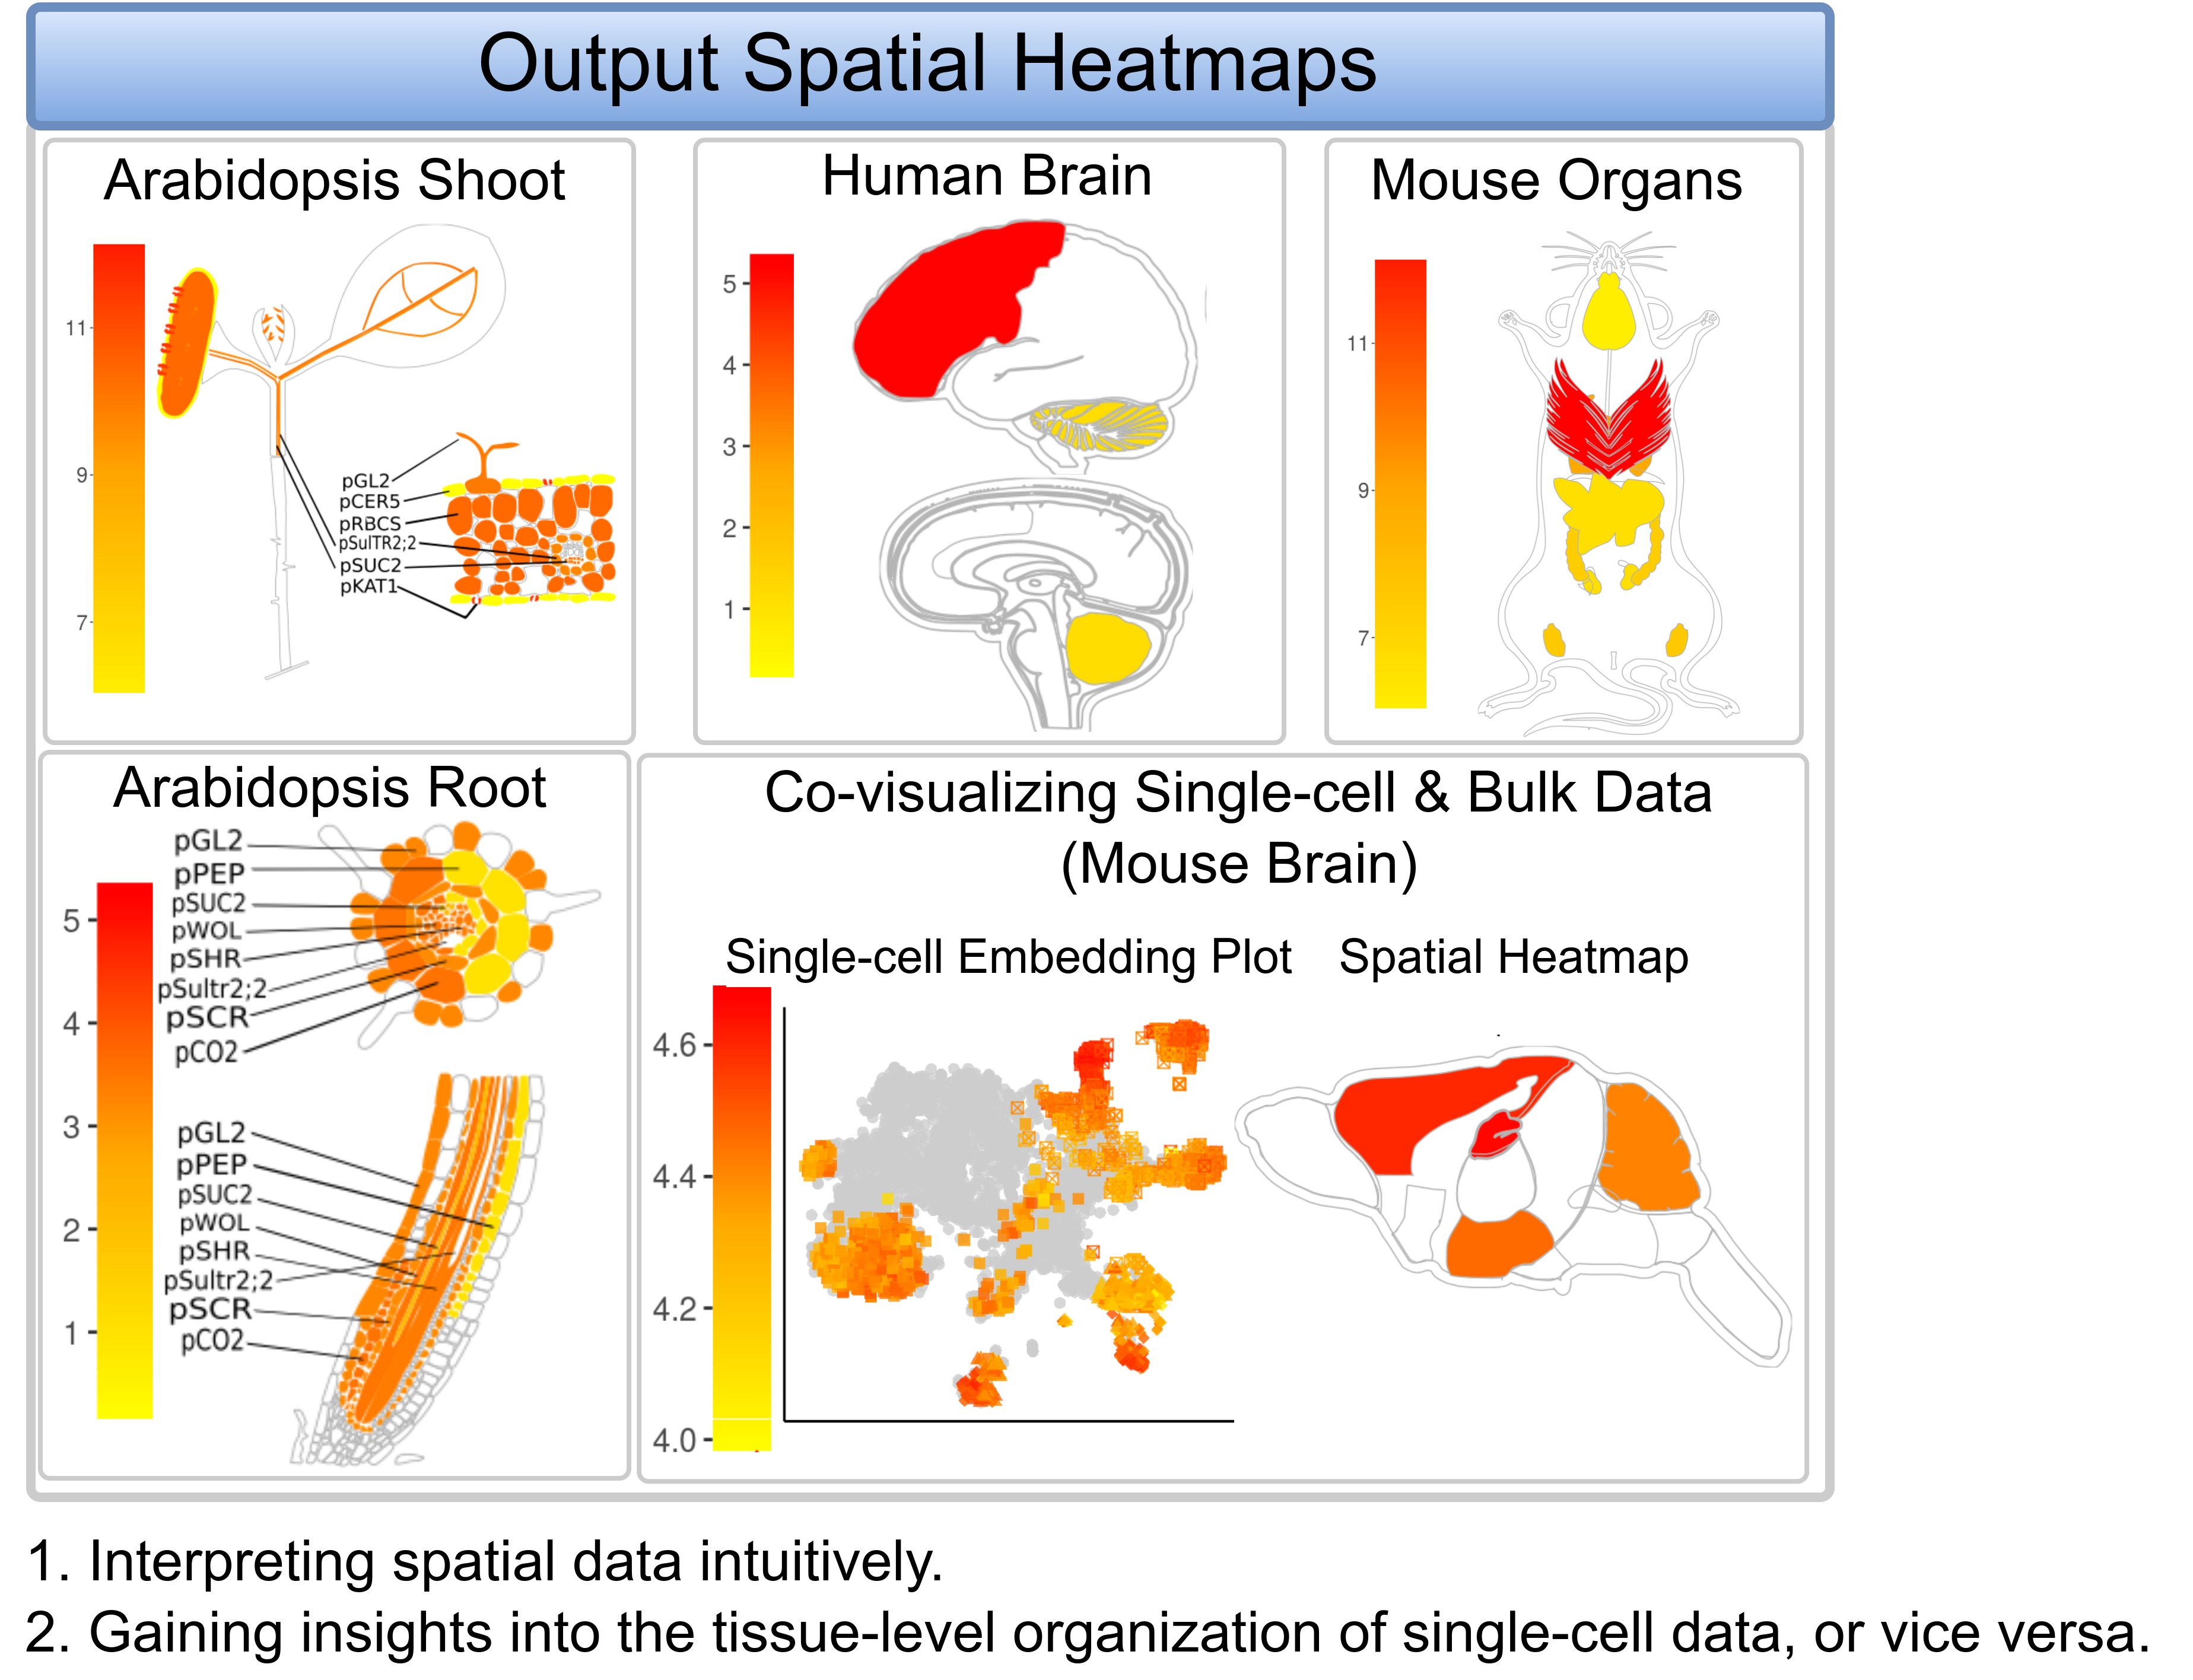 Output Spatial Heatmaps
Arabidopsis Shoot
11
9
7
pGL2
pCER5
pRBCS
pSulTR2;2
pSUC2
pKAT1
Human Brain
5
4
3
2
1
Mouse Organs
11
9
7
Arabidopsis Root
5
4
3
2
1
pGL2
pPEP
pSUC2
pWOL
pSHR
pSultr2;2
pSCR
pCO2
pGL2
pPEP
pSUC2
pWOL
pSHR
pSultr2;2
pSCR
pCO2
Co-visualizing Single-cell & Bulk Data
(Mouse Brain)
Single-cell Embedding Plot
4.6
4.4
4.2
4.0
Spatial Heatmap
1. Interpreting spatial data intuitively.
2. Gaining insights into the tissue-level organization of single-cell data, or vice versa.